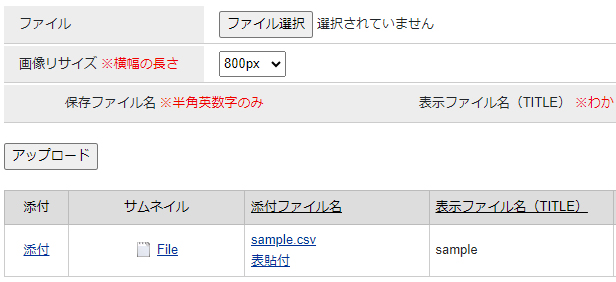 ファイル ファイル選択 選択されていません
画像リサイズ ※横幅の長さ 800px
保存ファイル名 ※半角英数字のみ 表示ファイル名（TITLE） ※わか
アップロード
添付 サムネイル 添付ファイル名 表示ファイル名（TITLE）
添付 File sample.csv sample
表貼付